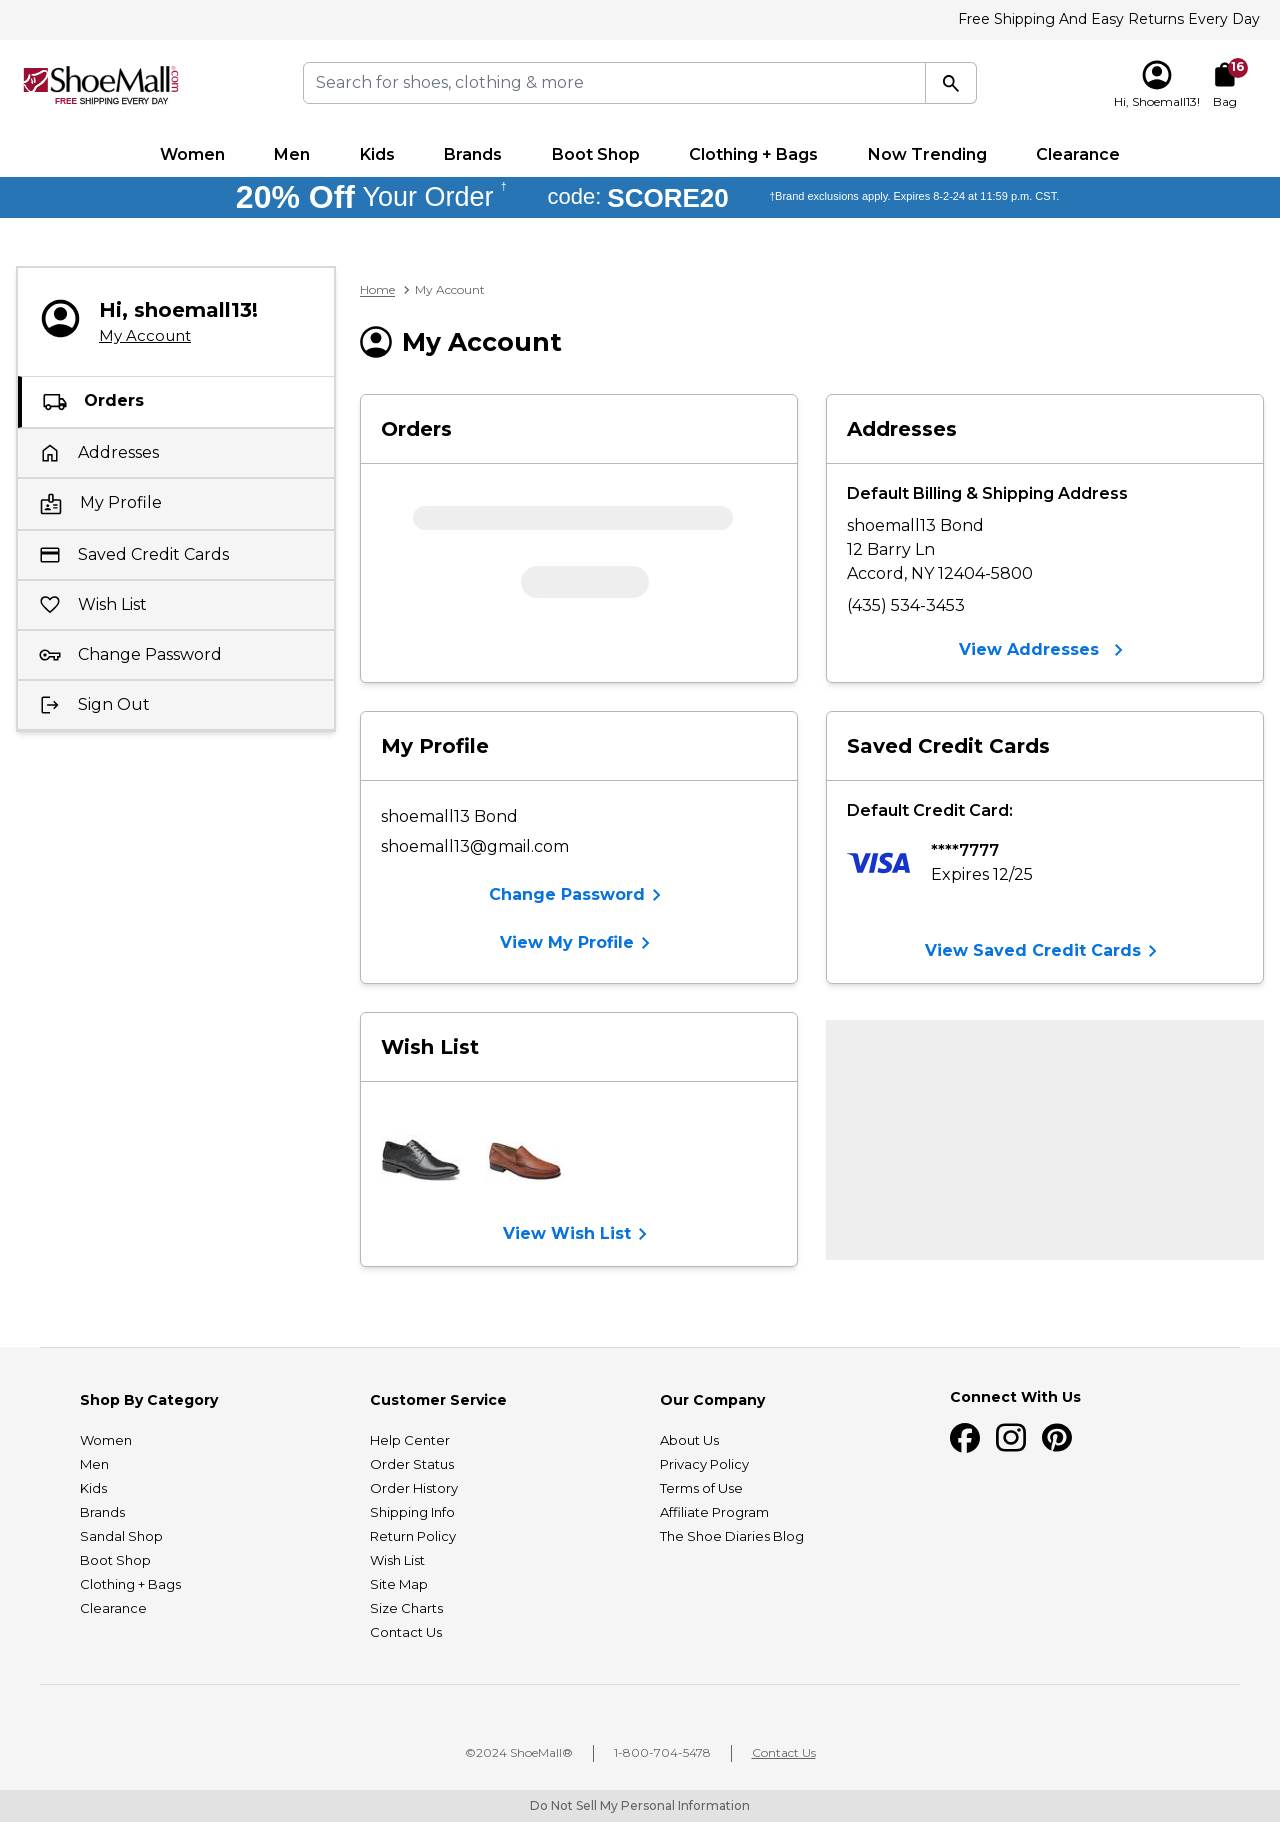 Free Shipping And Easy Returns Every Day
ShoeMall.com®
FREE SHIPPING EVERY DAY
Search for shoes, clothing & more
Hi, Shoemall13!
16
Bag
Women Men Kids Brands Boot Shop Clothing + Bags Now Trending Clearance
20% Off Your Order † code: SCORE20 †Brand exclusions apply. Expires 8-2-24 at 11:59 p.m. CST.
Hi, shoemall13!
My Account
Orders
Addresses
My Profile
Saved Credit Cards
Wish List
Change Password
Sign Out
Home > My Account
My Account
Orders
Addresses
Default Billing & Shipping Address
shoemall13 Bond
12 Barry Ln
Accord, NY 12404-5800
(435) 534-3453
View Addresses >
My Profile
shoemall13 Bond
shoemall13@gmail.com
Change Password >
View My Profile >
Saved Credit Cards
Default Credit Card:
VISA
****7777
Expires 12/25
View Saved Credit Cards >
Wish List
View Wish List >
Shop By Category
Women
Men
Kids
Brands
Sandal Shop
Boot Shop
Clothing + Bags
Clearance
Customer Service
Help Center
Order Status
Order History
Shipping Info
Return Policy
Wish List
Site Map
Size Charts
Contact Us
Our Company
About Us
Privacy Policy
Terms of Use
Affiliate Program
The Shoe Diaries Blog
Connect With Us
©2024 ShoeMall® | 1-800-704-5478 | Contact Us
Do Not Sell My Personal Information